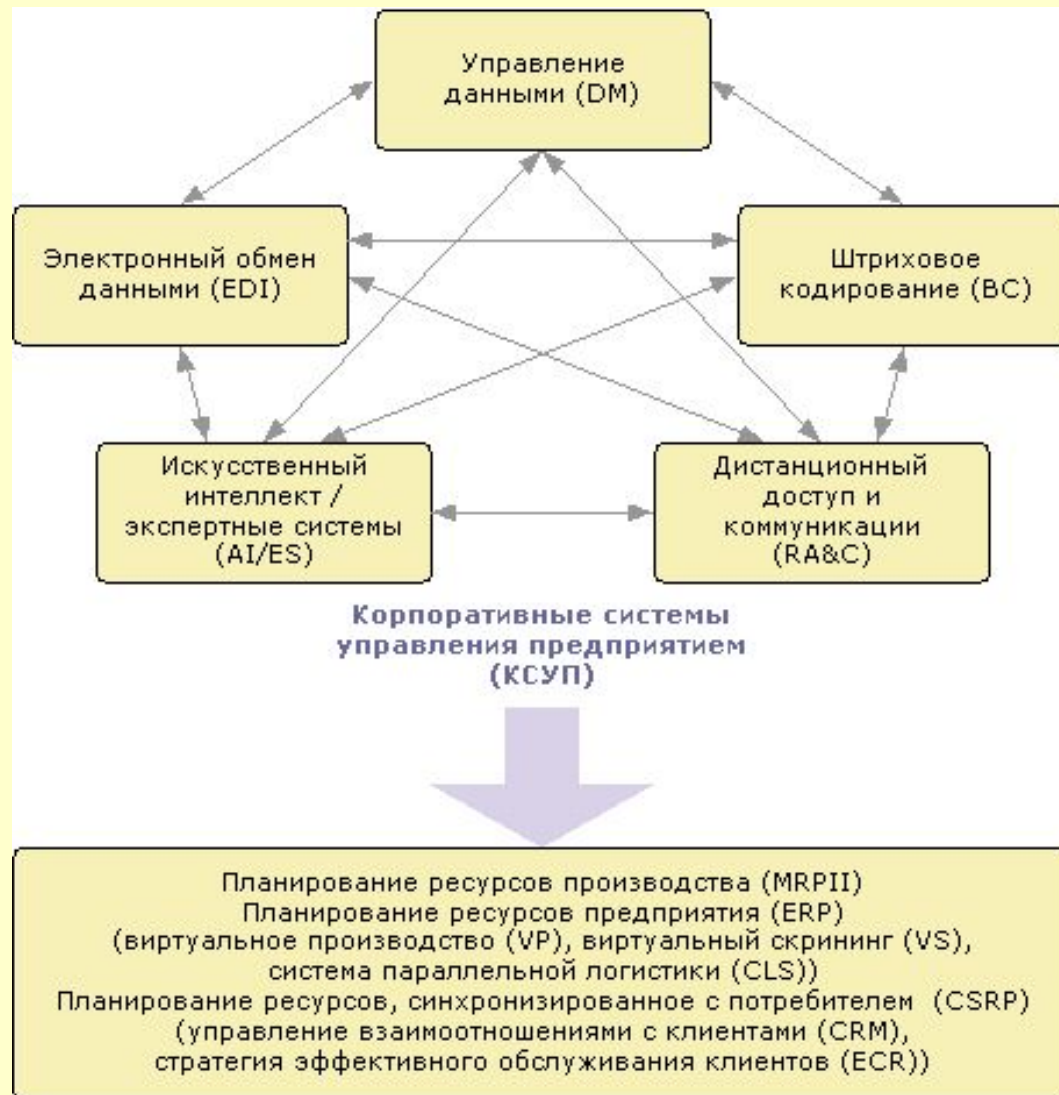 Управление
данными (DM)
Электронный обмен
данными (EDI)
Штриховое
кодирование (BC)
Искусственный
интеллект /
экспертные системы
(AI/ES)
Дистанционный
доступ и
коммуникации
(RA&C)
Корпоративные системы
управления предприятием
(КСУП)
Планирование ресурсов производства (MRPII)
Планирование ресурсов предприятия (ERP)
(виртуальное производство (VP), виртуальный скрининг (VS),
система параллельной логистики (CLS))
Планирование ресурсов, синхронизированное с потребителем (CSRP)
(управление взаимоотношениями с клиентами (CRM),
стратегия эффективного обслуживания клиентов (ECR))